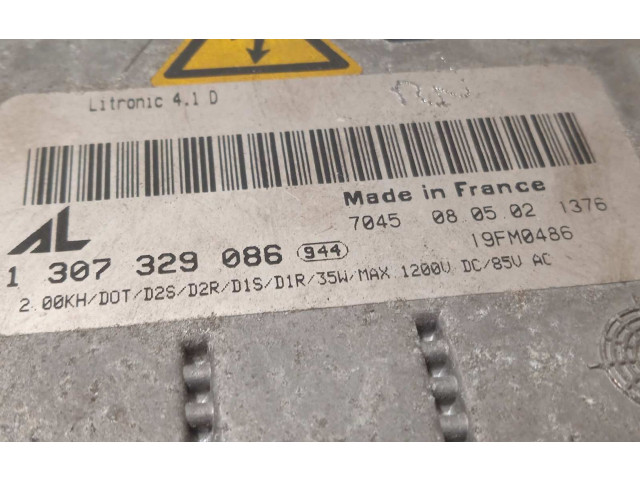 Litronic 4.1 D
Made in France
7045 08.05.02 1376
19FM0486
AL
1 307 329 086 944
2.00KH/DOT/D2S/D2R/D1S/D1R/35W/MAX 1200V DC/85V AC